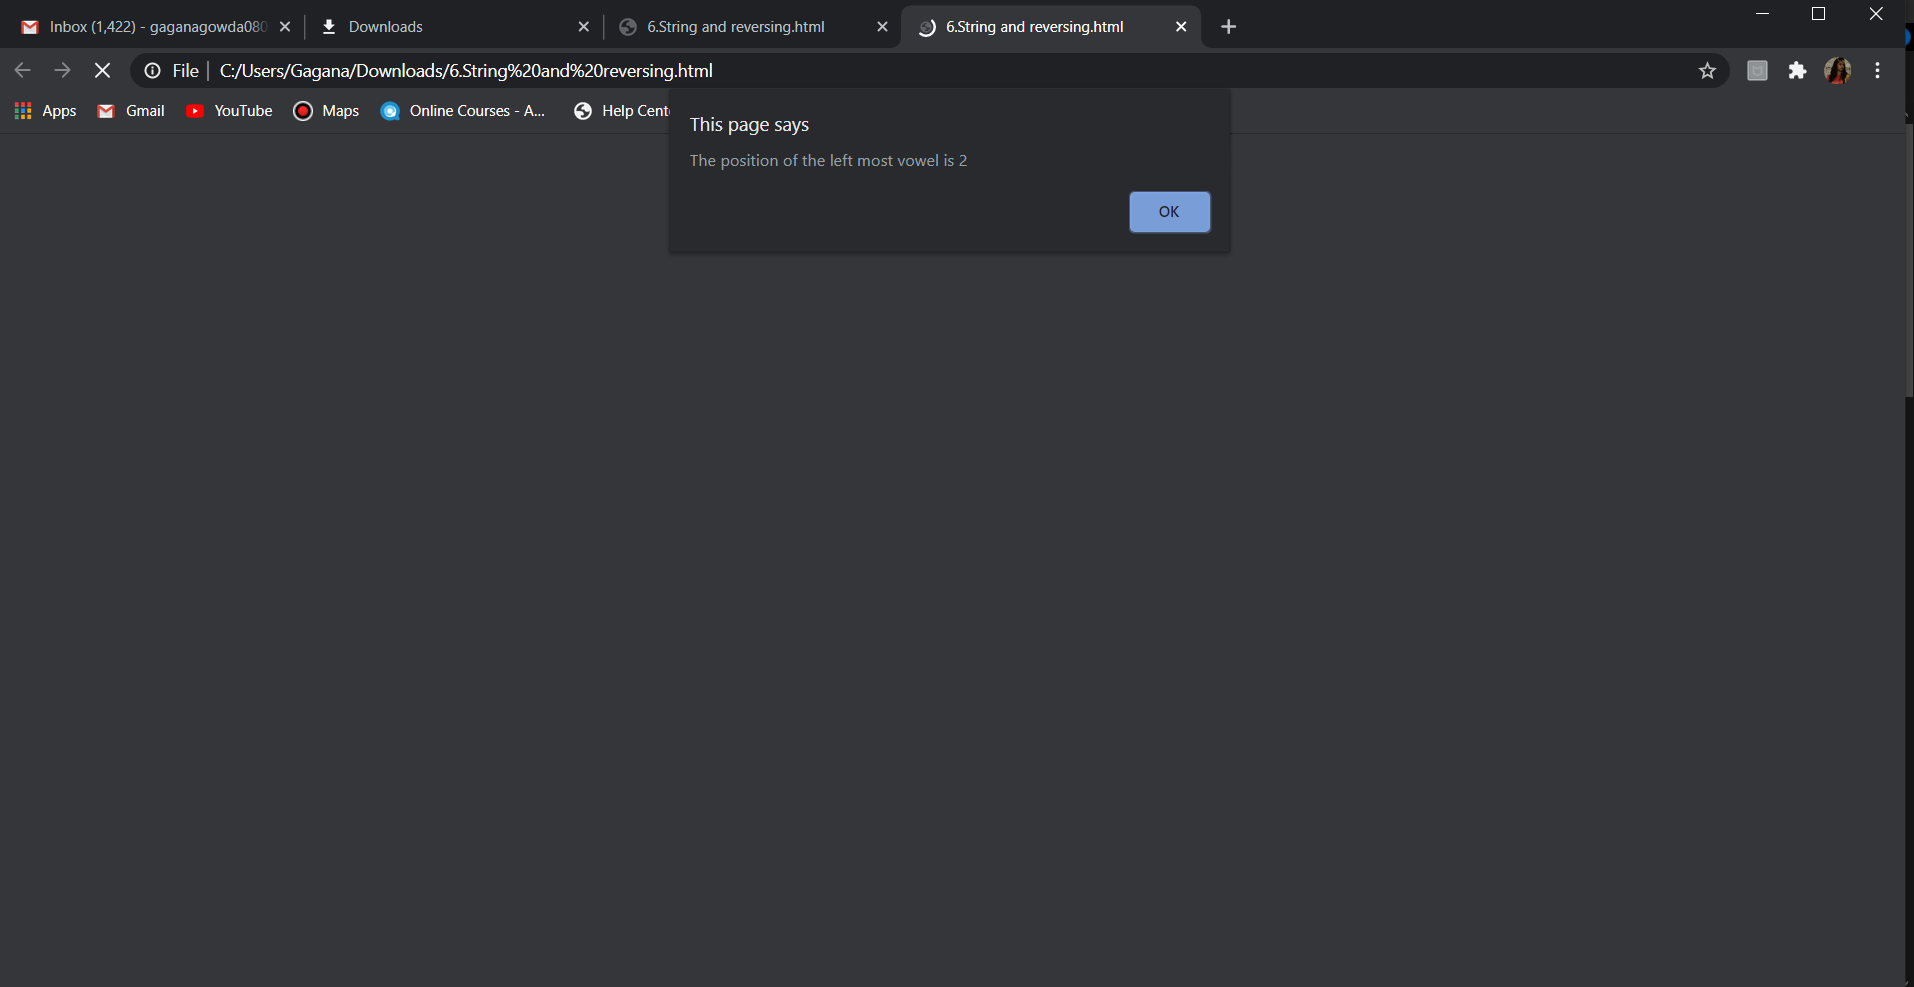 Inbox (1,422) - gaganagowda080
Downloads
6.String and reversing.html
6.String and reversing.html
File
C:/Users/Gagana/Downloads/6.String%20and%20reversing.html
Apps
Gmail
YouTube
Maps
Online Courses - A...
Help Cent
This page says
The position of the left most vowel is 2
OK